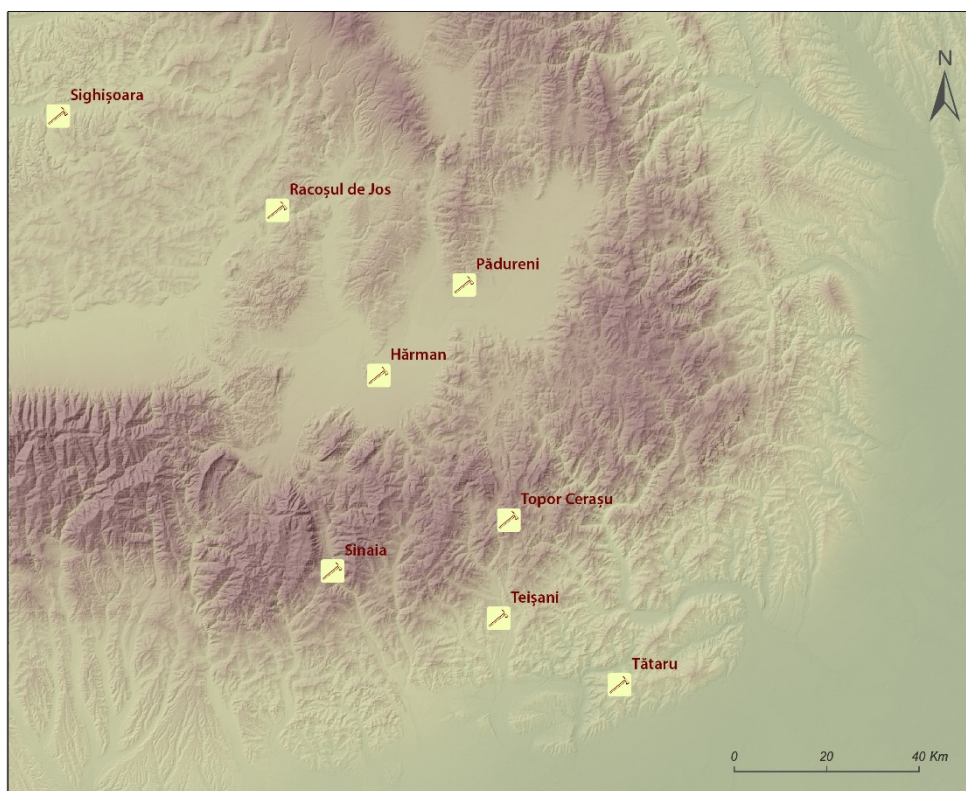 N
Sighișoara
Racoșul de Jos
Pădureni
Hărman
Topor Cerașu
Sinaia
Teișani
Tătaru
0 20 40 Km